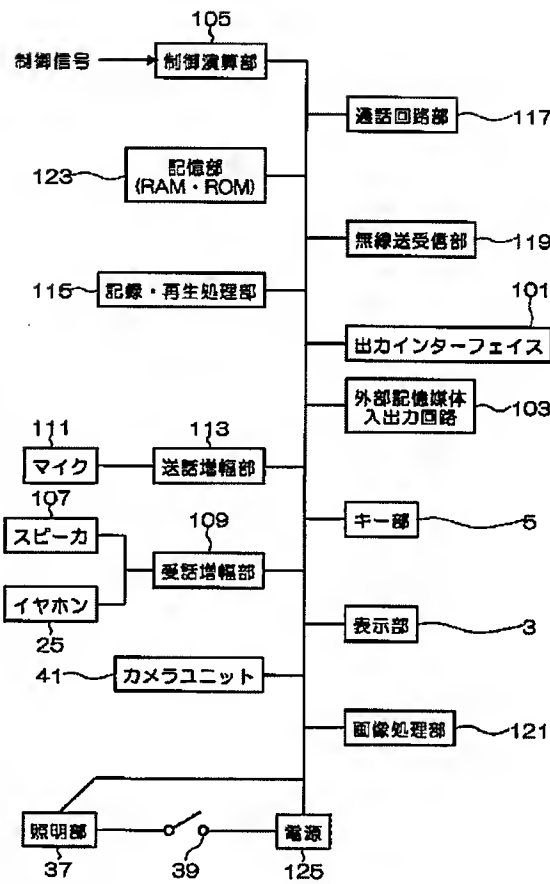 105
制御信号
制御演算部
通話回路部
117
123
記憶部
(RAM・ROM)
無線送受信部
119
115
記録・再生処理部
101
出力インターフェイス
外部記憶媒体
入出力回路
103
111
113
マイク
送話増幅部
107
スピーカ
109
キー部
5
受話増幅部
イヤホン
25
表示部
3
41
カメラユニット
画像処理部
121
照明部
電源
37
39
125